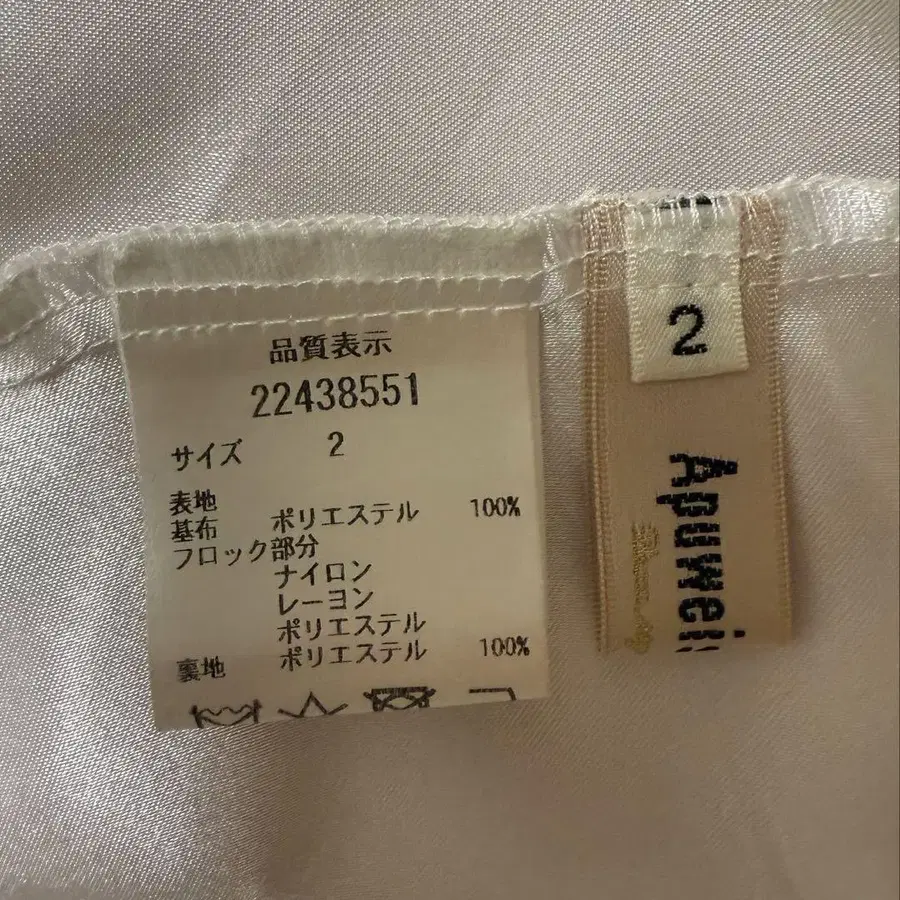 品質表示
22438551
サイズ 2
表地
基布 ポリエステル 100%
フロック部分
ナイロン
レーヨン
ポリエステル
裏地 ポリエステル 100%
2
Apuwei